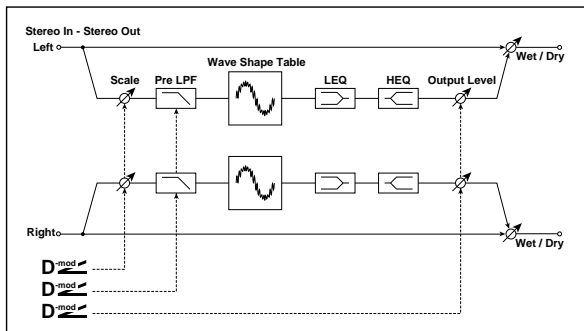 Stereo In - Stereo Out
Left
Wet / Dry
Wave Shape Table
Scale
Pre LPF
LEQ
HEQ
Output Level
Right
Wet / Dry
D-mod
D-mod
D-mod